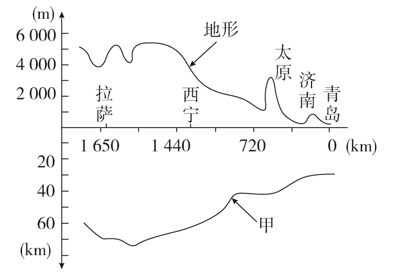 (m)
6 000
4 000
2 000
地形
拉萨
西宁
太原
济南
青岛
1 650
1 440
720
0
(km)
20
40
60
(km)
甲